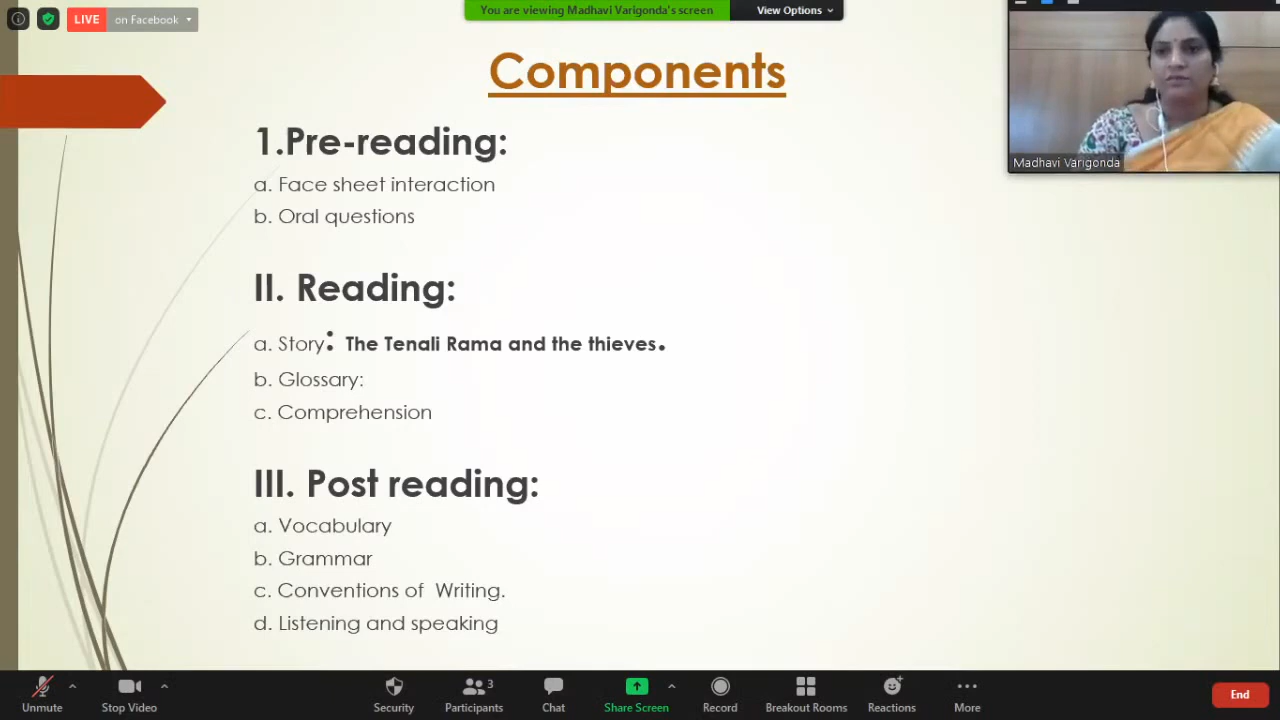 LIVE on Facebook
You are viewing Madhavi Varigonda's screen View Options
Madhavi Varigonda
Components
1.Pre-reading:
a. Face sheet interaction
b. Oral questions
II. Reading:
a. Story: The Tenali Rama and the thieves.
b. Glossary:
c. Comprehension
III. Post reading:
a. Vocabulary
b. Grammar
c. Conventions of Writing.
d. Listening and speaking
Unmute Stop Video Security Participants 3 Chat Share Screen Record Breakout Rooms Reactions More End